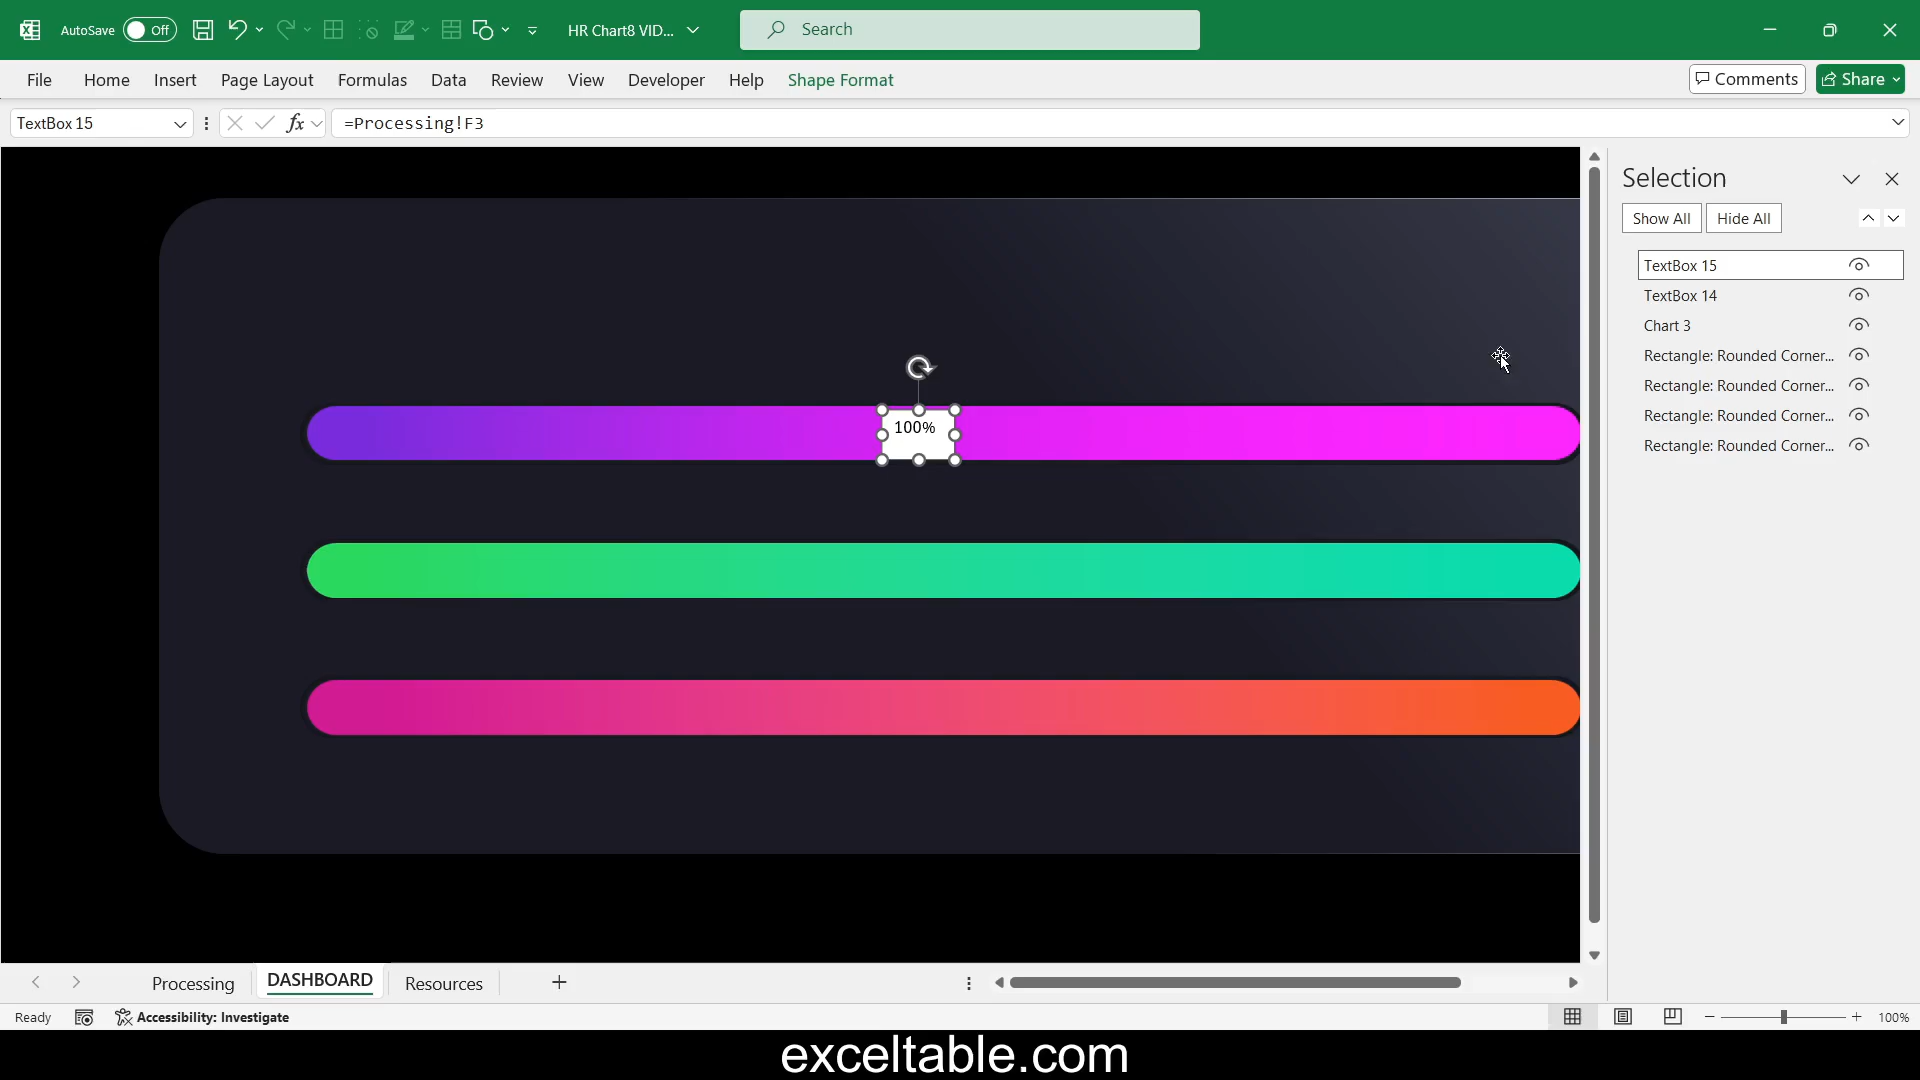 AutoSave Off HR Chart8 VID... Search
File Home Insert Page Layout Formulas Data Review View Developer Help Shape Format Comments Share
TextBox 15 fx =Processing!F3
Selection
Show All Hide All
TextBox 15
TextBox 14
Chart 3
Rectangle: Rounded Corner...
Rectangle: Rounded Corner...
Rectangle: Rounded Corner...
Rectangle: Rounded Corner...
100%
Processing DASHBOARD Resources
Ready Accessibility: Investigate 100%
exceltable.com